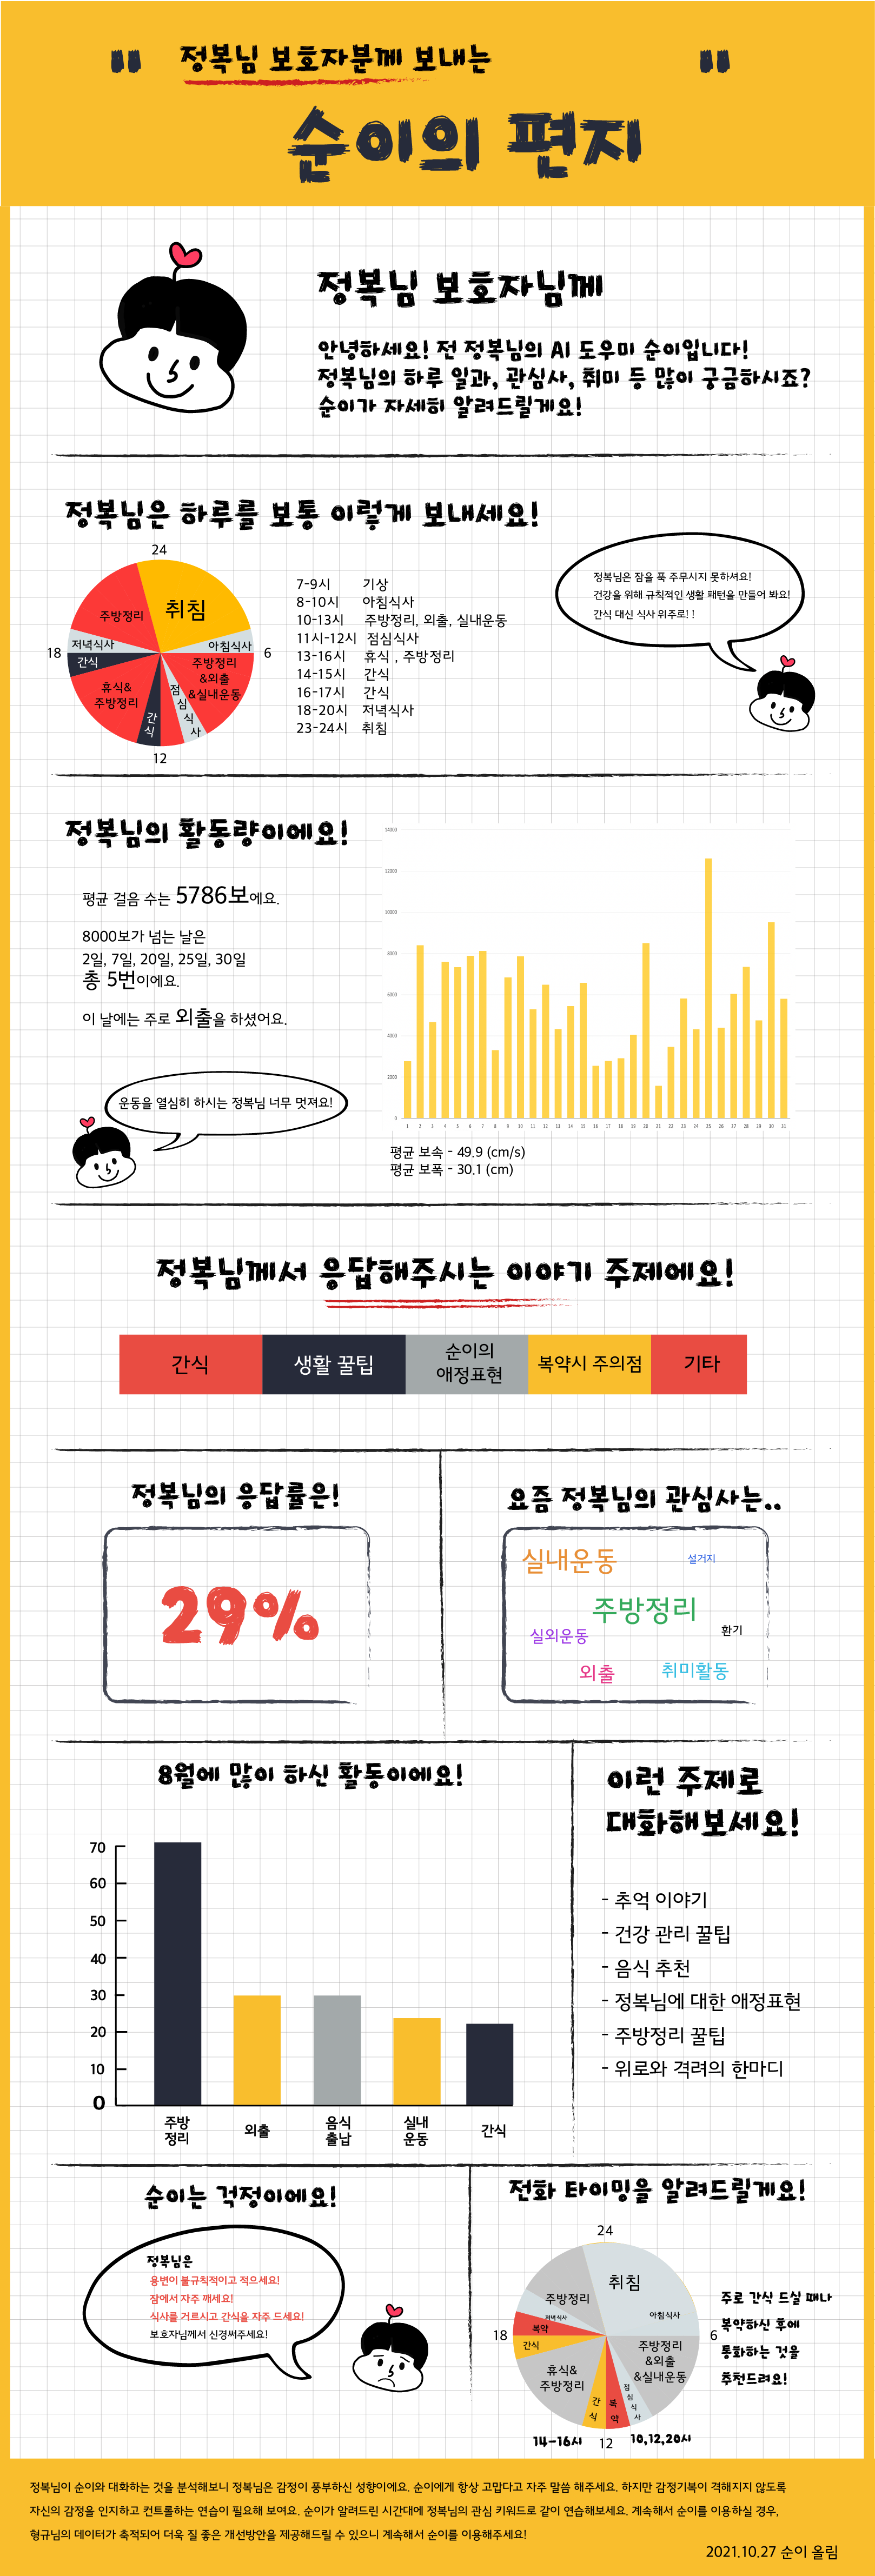 " 정복님 보호자분께 보내는 "
순이의 편지
정복님 보호자님께
안녕하세요! 전 정복님의 AI 도우미 순이입니다!
정복님의 하루 일과, 관심사, 취미 등 많이 궁금하시죠?
순이가 자세히 알려드릴게요!
정복님은 하루를 보통 이렇게 보내세요!
24
취침
주방정리
저녁식사
아침식사
18
6
간식
주방정리
&외출
&실내운동
휴식&
주방정리
간식
점심식사
12
7-9시 기상
8-10시 아침식사
10-13시 주방정리, 외출, 실내운동
11시-12시 점심식사
13-16시 휴식 , 주방정리
14-15시 간식
16-17시 간식
18-20시 저녁식사
23-24시 취침
정복님은 잠을 푹 주무시지 못하셔요!
건강을 위해 규칙적인 생활 패턴을 만들어 봐요!
간식 대신 식사 위주로! !
정복님의 활동량이에요!
평균 걸음 수는 5786보에요.
8000보가 넘는 날은
2일, 7일, 20일, 25일, 30일
총 5번이에요.
이 날에는 주로 외출을 하셨어요.
운동을 열심히 하시는 정복님 너무 멋져요!
14000
12000
10000
8000
6000
4000
2000
0
1 2 3 4 5 6 7 8 9 10 11 12 13 14 15 16 17 18 19 20 21 22 23 24 25 26 27 28 29 30 31
평균 보속 - 49.9 (cm/s)
평균 보폭 - 30.1 (cm)
정복님께서 응답해주시는 이야기 주제에요!
간식
생활 꿀팁
순이의
애정표현
복약시 주의점
기타
정복님의 응답률은!
29%
요즘 정복님의 관심사는..
실내운동
설거지
주방정리
환기
실외운동
외출
취미활동
8월에 많이 하신 활동이에요!
70
60
50
40
30
20
10
0
주방
정리
외출
음식
출납
실내
운동
간식
이런 주제로
대화해보세요!
- 추억 이야기
- 건강 관리 꿀팁
- 음식 추천
- 정복님에 대한 애정표현
- 주방정리 꿀팁
- 위로와 격려의 한마디
순이는 걱정이에요!
정복님은
용변이 불규칙적이고 적으세요!
잠에서 자주 깨세요!
식사를 거르시고 간식을 자주 드세요!
보호자님께서 신경써주세요!
전화 타이밍을 알려드릴게요!
24
취침
주방정리
저녁식사
아침식사
복약
18
6
간식
주방정리
&외출
&실내운동
휴식&
주방정리
간식
복약
점심식사
14-16시
12
10,12,20시
주로 간식 드실 때나
복약하신 후에
통화하는 것을
추천드려요!
정복님이 순이와 대화하는 것을 분석해보니 정복님은 감정이 풍부하신 성향이에요. 순이에게 항상 고맙다고 자주 말씀 해주세요. 하지만 감정기복이 격해지지 않도록
자신의 감정을 인지하고 컨트롤하는 연습이 필요해 보여요. 순이가 알려드린 시간대에 정복님의 관심 키워드로 같이 연습해보세요. 계속해서 순이를 이용하실 경우,
형규님의 데이터가 축적되어 더욱 질 좋은 개선방안을 제공해드릴 수 있으니 계속해서 순이를 이용해주세요!
2021.10.27 순이 올림